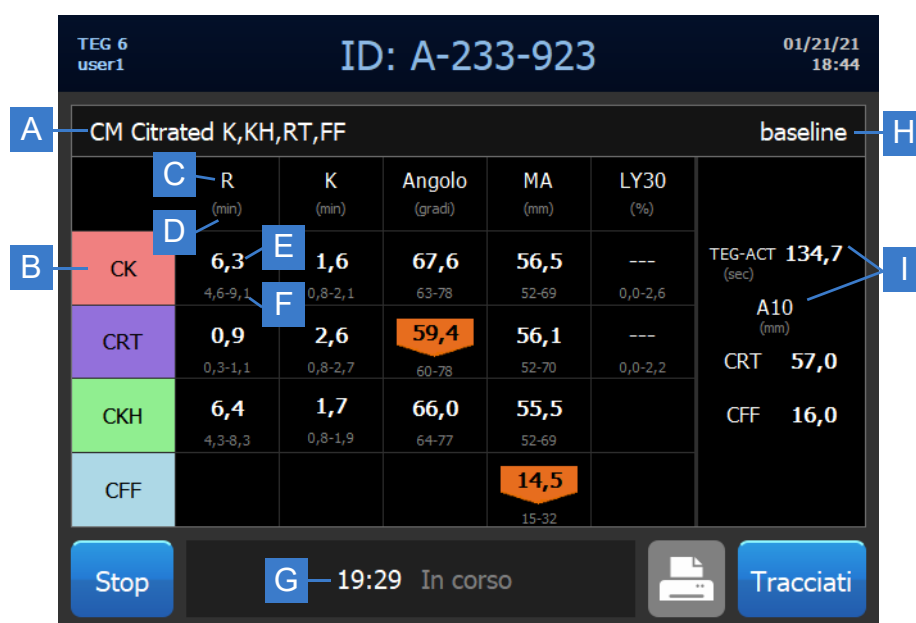 TEG 6
user1
ID: A-233-923
01/21/21
18:44
A
CM Citrated K,KH,RT,FF
baseline
H
C
R
K
Angolo
MA
LY30
D
(min)
(min)
(gradi)
(mm)
(%)
B
CK
6,3
E
1,6
67,6
56,5
---
4,6-9,1
F
0,8-2,1
63-78
52-69
0,0-2,6
TEG-ACT 134,7
(sec)
I
CRT
0,9
2,6
59,4
56,1
---
0,3-1,1
0,8-2,7
60-78
52-70
0,0-2,2
A10
(mm)
CRT 57,0
CKH
6,4
1,7
66,0
55,5
4,3-8,3
0,8-1,9
64-77
52-69
CFF 16,0
CFF
14,5
15-32
Stop
G
19:29 In corso
Tracciati